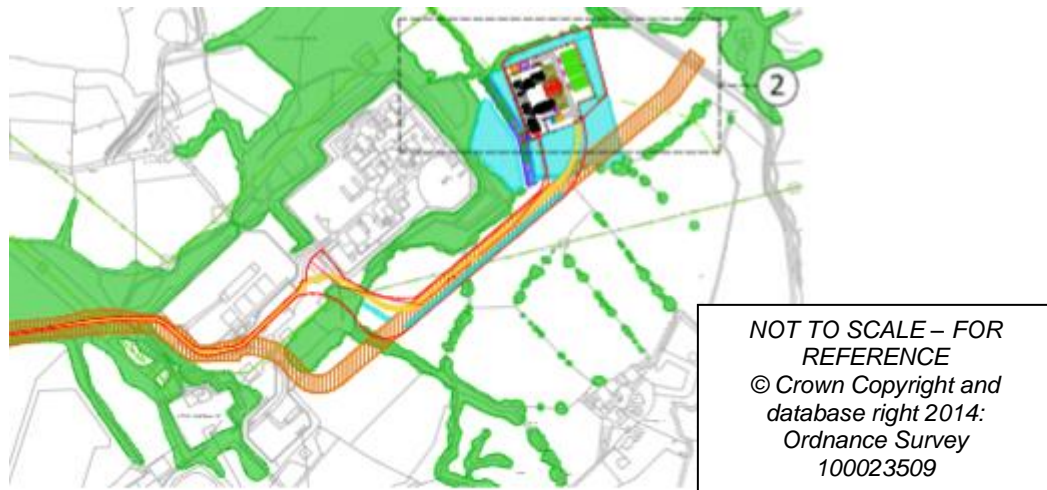 2
NOT TO SCALE – FOR
REFERENCE
© Crown Copyright and
database right 2014:
Ordnance Survey
100023509